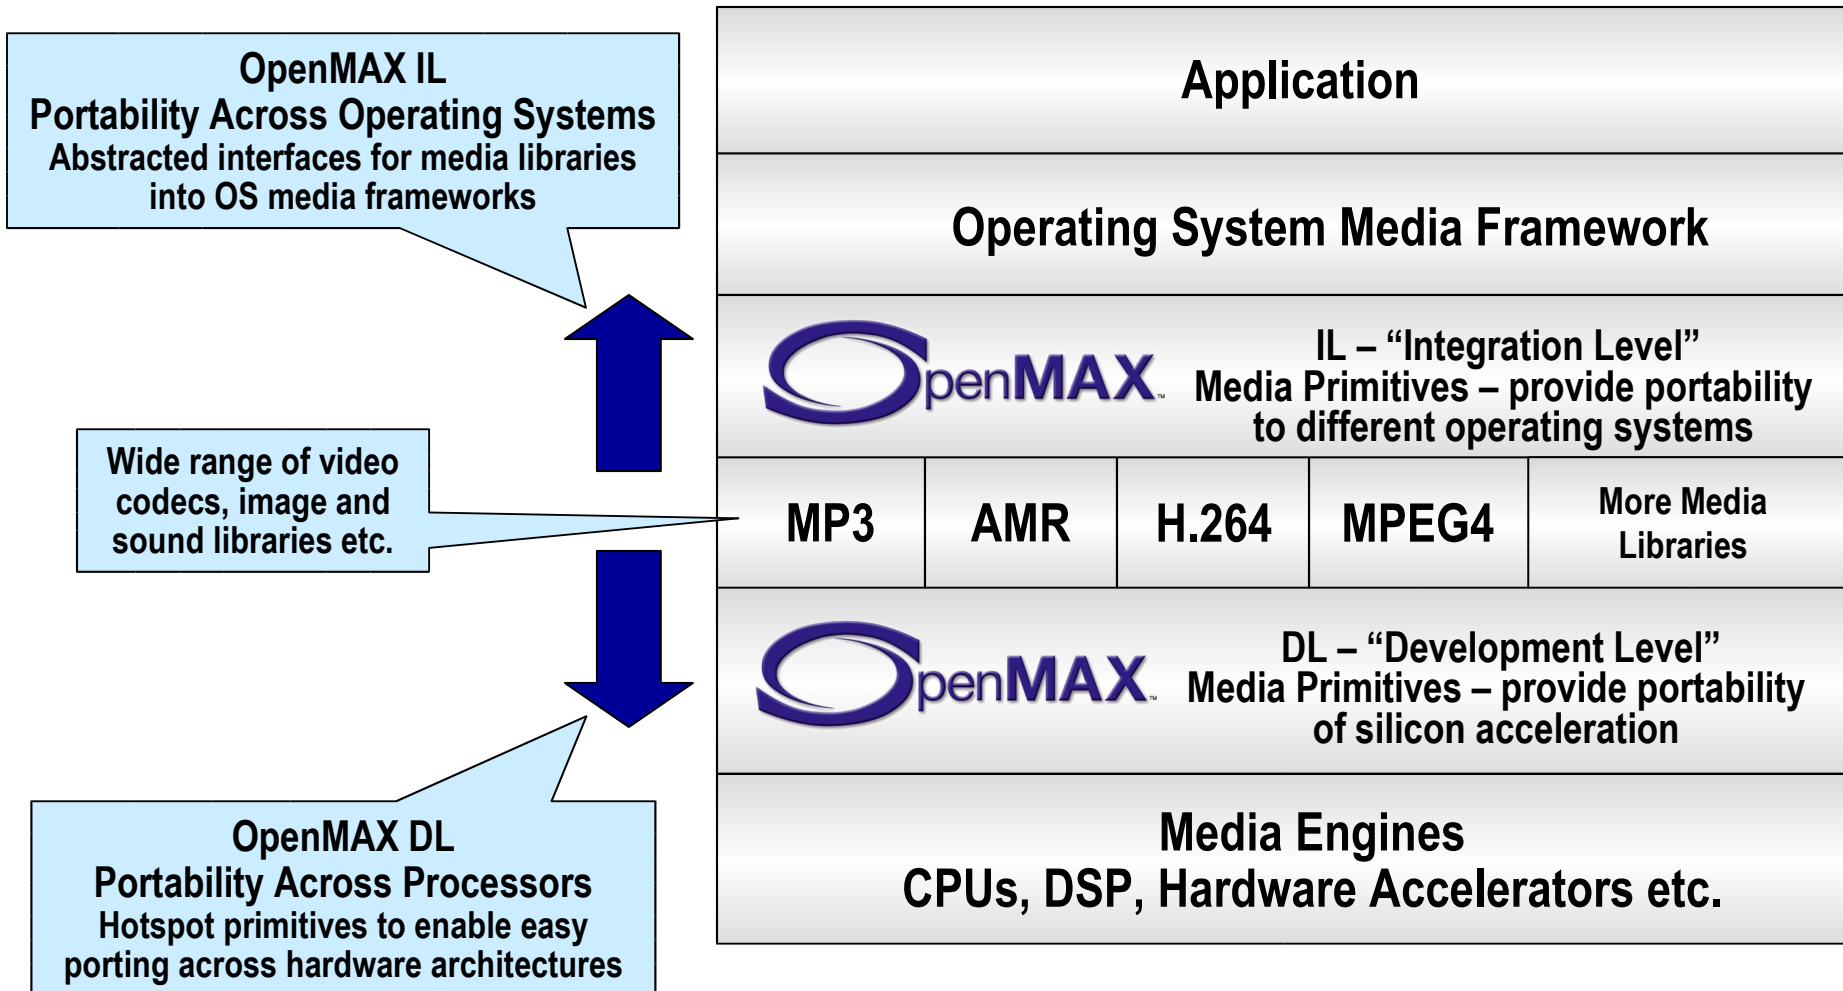 OpenMAX IL
Portability Across Operating Systems
Abstracted interfaces for media libraries
into OS media frameworks
Wide range of video
codecs, image and
sound libraries etc.
OpenMAX DL
Portability Across Processors
Hotspot primitives to enable easy
porting across hardware architectures
Application
Operating System Media Framework
OpenMAX™
IL – “Integration Level”
Media Primitives – provide portability
to different operating systems
MP3
AMR
H.264
MPEG4
More Media
Libraries
OpenMAX™
DL – “Development Level”
Media Primitives – provide portability
of silicon acceleration
Media Engines
CPUs, DSP, Hardware Accelerators etc.